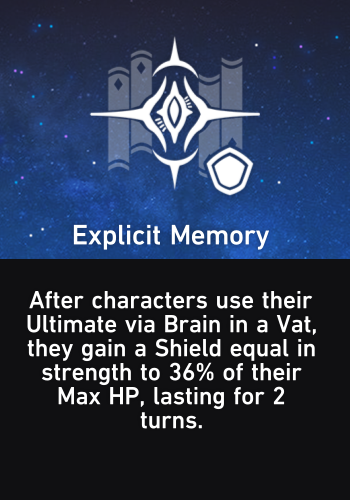 Explicit Memory
After characters use their
Ultimate via Brain in a Vat,
they gain a Shield equal in
strength to 36% of their
Max HP, lasting for 2
turns.